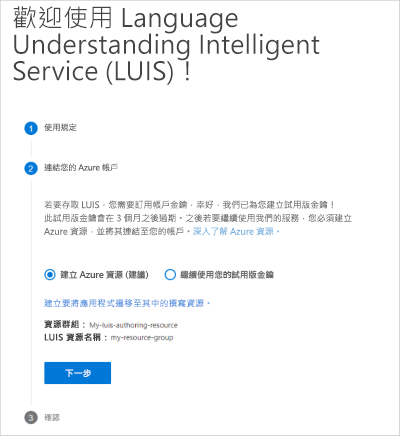 歡迎使用 Language
Understanding Intelligent
Service (LUIS)！
1 使用規定
2 連結您的 Azure 帳戶
若要存取 LUIS，您需要訂用帳戶金鑰，幸好，我們已為您建立試用版金鑰！
此試用版金鑰會在 3 個月之後過期。之後若要繼續使用我們的服務，您必須建立
Azure 資源，並將其連結至您的帳戶。深入了解 Azure 資源。
建立 Azure 資源 (建議) 繼續使用您的試用版金鑰
建立要將應用程式遷移至其中的撰寫資源。
資源群組： My-luis-authoring-resource
LUIS 資源名稱： my-resource-group
下一步
3 確認